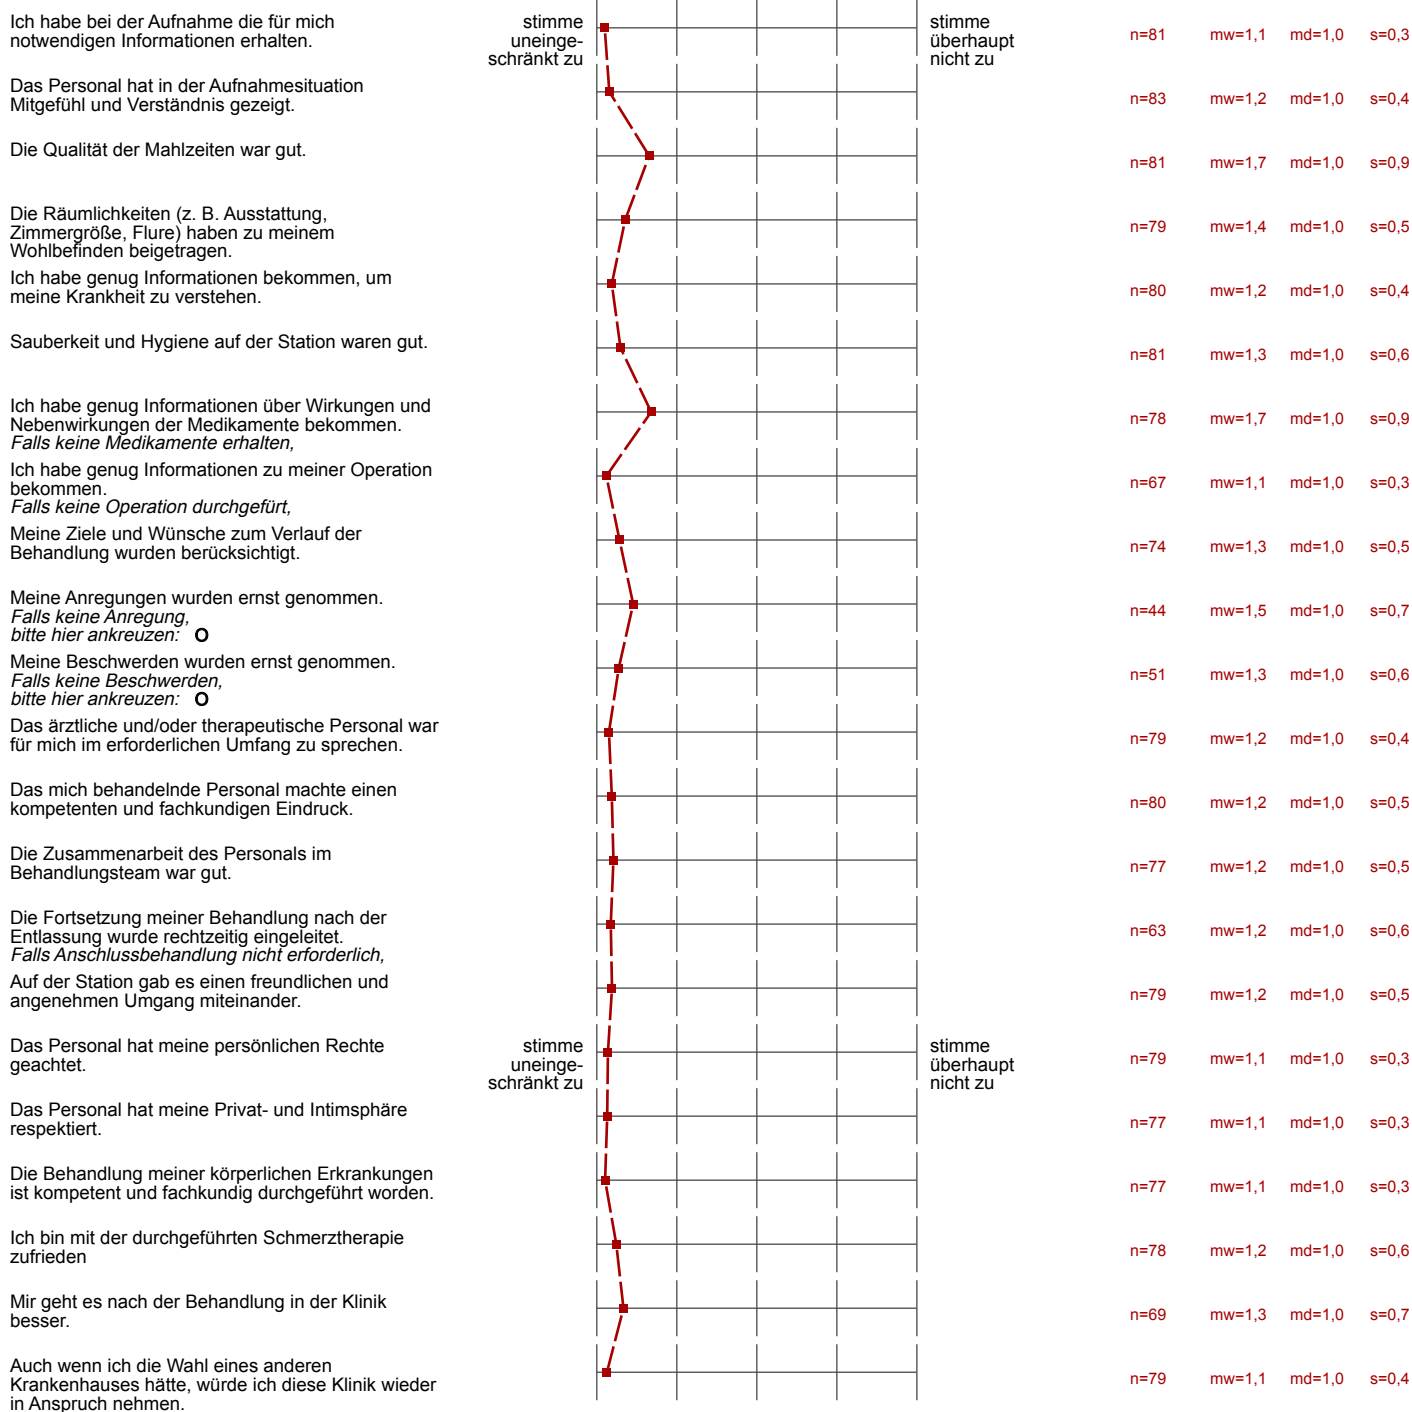 Ich habe bei der Aufnahme die für mich
notwendigen Informationen erhalten.
stimme
uneinge-
schränkt zu
stimme
überhaupt
nicht zu
n=81 mw=1,1 md=1,0 s=0,3
Das Personal hat in der Aufnahmesituation
Mitgefühl und Verständnis gezeigt.
n=83 mw=1,2 md=1,0 s=0,4
Die Qualität der Mahlzeiten war gut.
n=81 mw=1,7 md=1,0 s=0,9
Die Räumlichkeiten (z. B. Ausstattung,
Zimmergröße, Flure) haben zu meinem
Wohlbefinden beigetragen.
n=79 mw=1,4 md=1,0 s=0,5
Ich habe genug Informationen bekommen, um
meine Krankheit zu verstehen.
n=80 mw=1,2 md=1,0 s=0,4
Sauberkeit und Hygiene auf der Station waren gut.
n=81 mw=1,3 md=1,0 s=0,6
Ich habe genug Informationen über Wirkungen und
Nebenwirkungen der Medikamente bekommen.
Falls keine Medikamente erhalten,
n=78 mw=1,7 md=1,0 s=0,9
Ich habe genug Informationen zu meiner Operation
bekommen.
Falls keine Operation durchgefürt,
n=67 mw=1,1 md=1,0 s=0,3
Meine Ziele und Wünsche zum Verlauf der
Behandlung wurden berücksichtigt.
n=74 mw=1,3 md=1,0 s=0,5
Meine Anregungen wurden ernst genommen.
Falls keine Anregung,
bitte hier ankreuzen: O
n=44 mw=1,5 md=1,0 s=0,7
Meine Beschwerden wurden ernst genommen.
Falls keine Beschwerden,
bitte hier ankreuzen: O
n=51 mw=1,3 md=1,0 s=0,6
Das ärztliche und/oder therapeutische Personal war
für mich im erforderlichen Umfang zu sprechen.
n=79 mw=1,2 md=1,0 s=0,4
Das mich behandelnde Personal machte einen
kompetenten und fachkundigen Eindruck.
n=80 mw=1,2 md=1,0 s=0,5
Die Zusammenarbeit des Personals im
Behandlungsteam war gut.
n=77 mw=1,2 md=1,0 s=0,5
Die Fortsetzung meiner Behandlung nach der
Entlassung wurde rechtzeitig eingeleitet.
Falls Anschlussbehandlung nicht erforderlich,
n=63 mw=1,2 md=1,0 s=0,6
Auf der Station gab es einen freundlichen und
angenehmen Umgang miteinander.
n=79 mw=1,2 md=1,0 s=0,5
Das Personal hat meine persönlichen Rechte
geachtet.
stimme
uneinge-
schränkt zu
stimme
überhaupt
nicht zu
n=79 mw=1,1 md=1,0 s=0,3
Das Personal hat meine Privat- und Intimsphäre
respektiert.
n=77 mw=1,1 md=1,0 s=0,3
Die Behandlung meiner körperlichen Erkrankungen
ist kompetent und fachkundig durchgeführt worden.
n=77 mw=1,1 md=1,0 s=0,3
Ich bin mit der durchgeführten Schmerztherapie
zufrieden
n=78 mw=1,2 md=1,0 s=0,6
Mir geht es nach der Behandlung in der Klinik
besser.
n=69 mw=1,3 md=1,0 s=0,7
Auch wenn ich die Wahl eines anderen
Krankenhauses hätte, würde ich diese Klinik wieder
in Anspruch nehmen.
n=79 mw=1,1 md=1,0 s=0,4